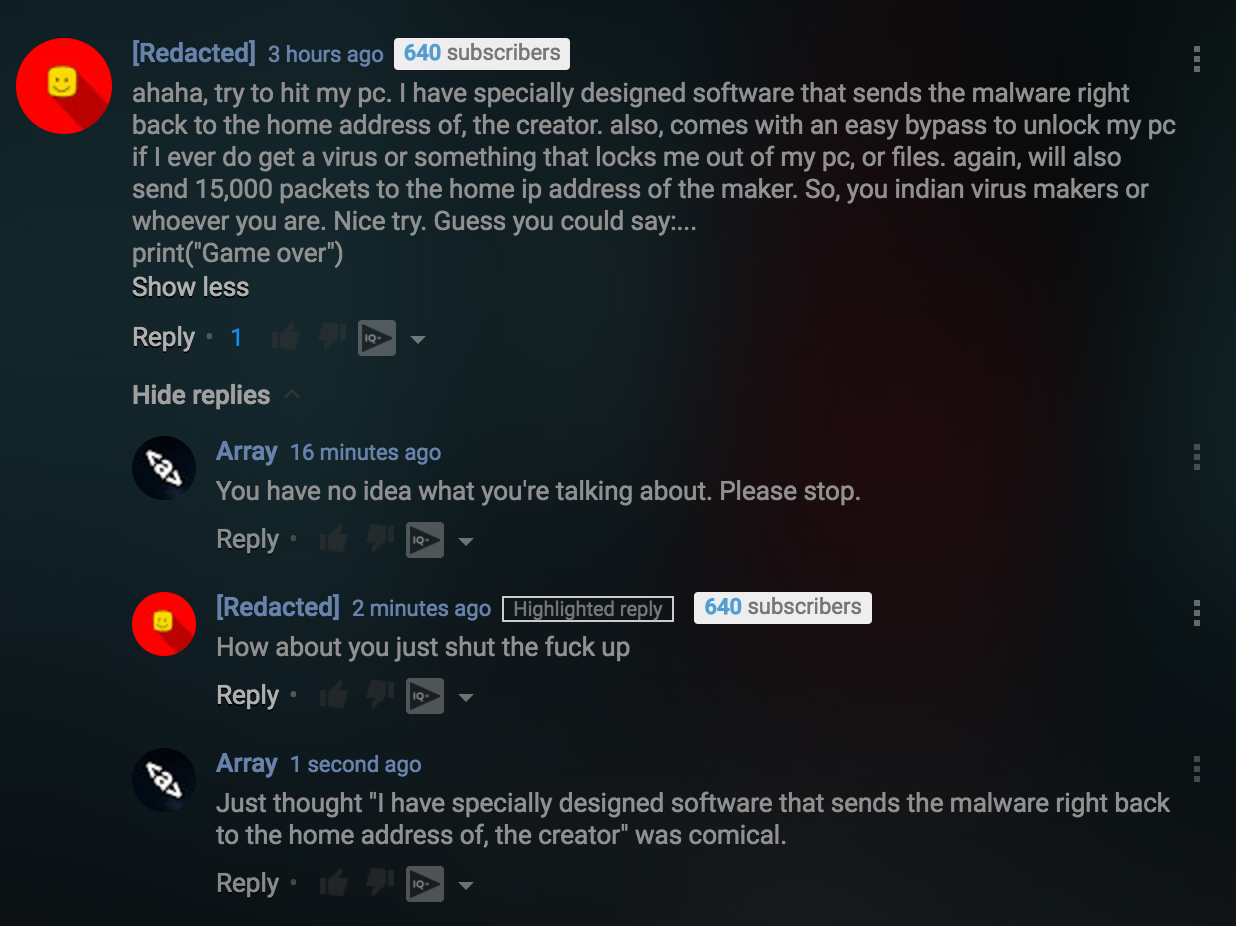 [Redacted] 3 hours ago 640 subscribers
ahaha, try to hit my pc. I have specially designed software that sends the malware right
back to the home address of, the creator. also, comes with an easy bypass to unlock my pc
if I ever do get a virus or something that locks me out of my pc, or files. again, will also
send 15,000 packets to the home ip address of the maker. So, you indian virus makers or
whoever you are. Nice try. Guess you could say:...
print("Game over")
Show less
Reply • 1 IQ+
Hide replies
a
Array 16 minutes ago
You have no idea what you're talking about. Please stop.
Reply • IQ+
[Redacted] 2 minutes ago Highlighted reply 640 subscribers
How about you just shut the fuck up
Reply • IQ+
a
Array 1 second ago
Just thought "I have specially designed software that sends the malware right back
to the home address of, the creator" was comical.
Reply • IQ+